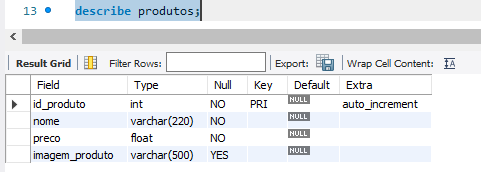 13 describe produtos;
Result Grid Filter Rows: Export: Wrap Cell Content:
Field Type Null Key Default Extra
id_produto int NO PRI NULL auto_increment
nome varchar(220) NO NULL
preco float NO NULL
imagem_produto varchar(500) YES NULL